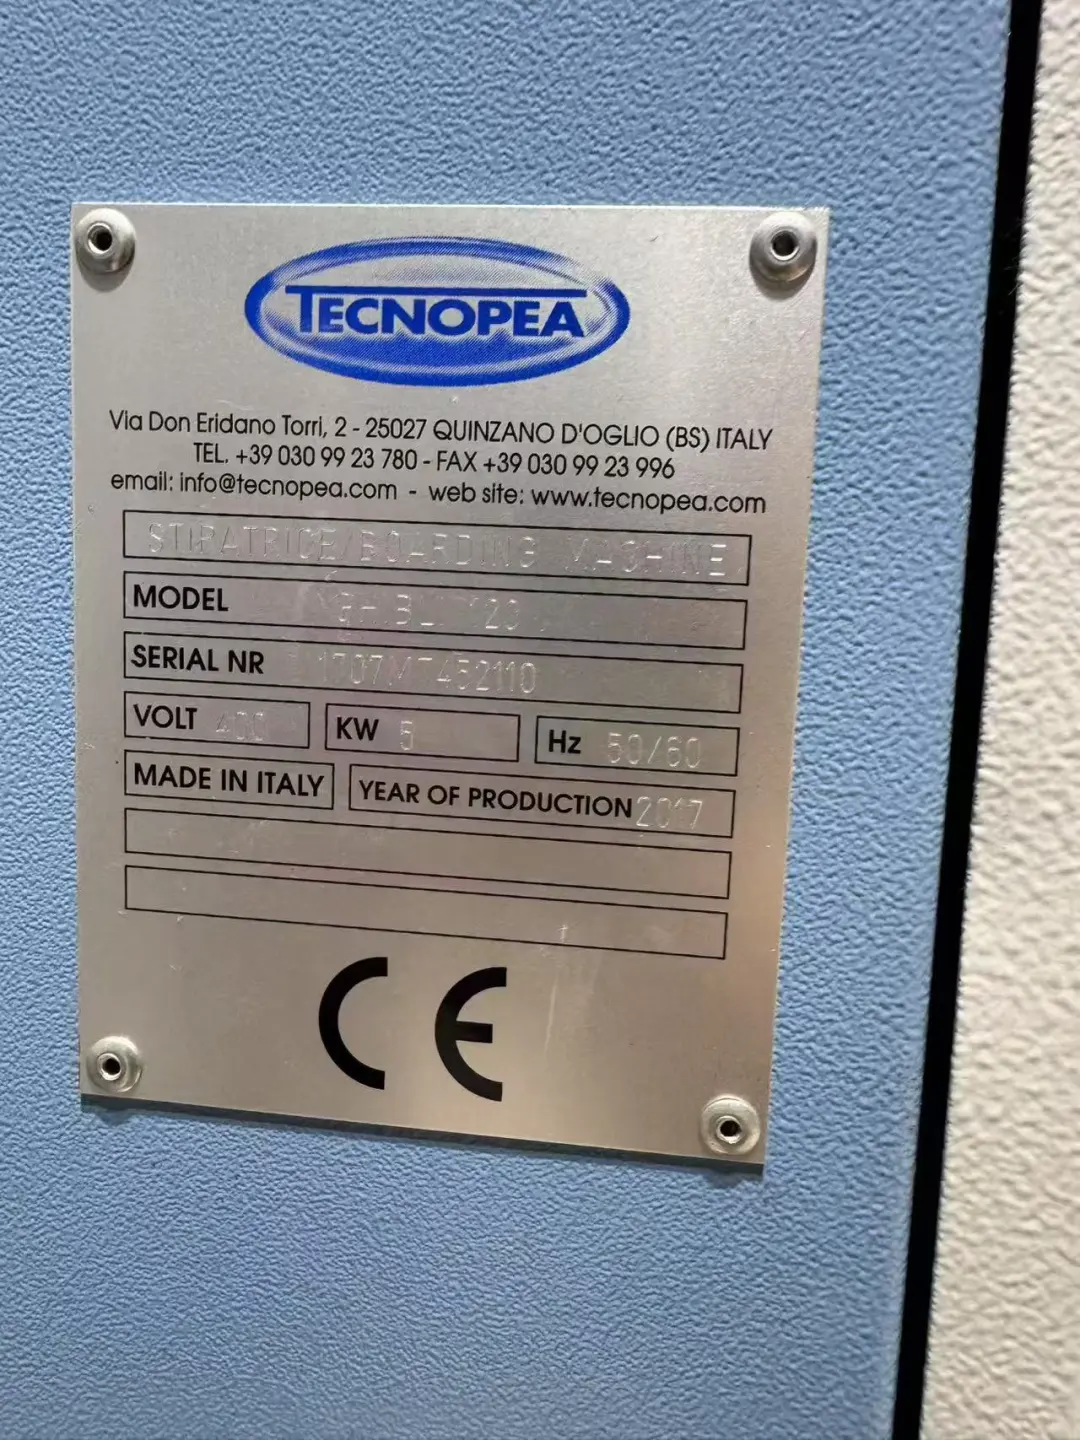 TECNOPEA
Via Don Eridano Torri, 2 - 25027 QUINZANO D'OGLIO (BS) ITALY
TEL. +39 030 99 23 780 - FAX +39 030 99 23 996
email: info@tecnopea.com - web site: www.tecnopea.com
STIPATRICE/BOARDING MACHINE
MODEL
SERIAL NR
VOLT 400 KW 5 Hz 50/60
MADE IN ITALY YEAR OF PRODUCTION 2017
CE